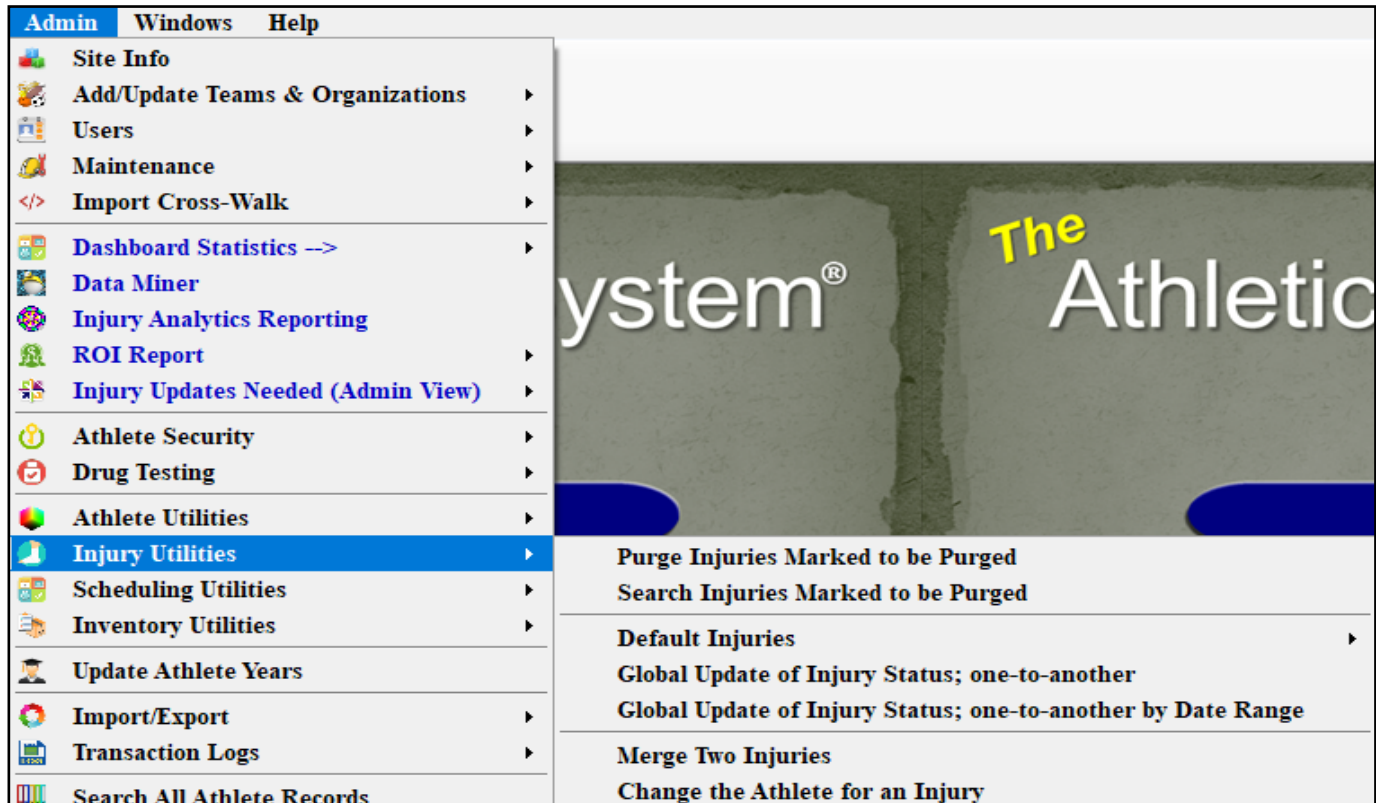 Admin Windows Help
Site Info
Add/Update Teams & Organizations
Users
Maintenance
Import Cross-Walk
Dashboard Statistics -->
Data Miner
Injury Analytics Reporting
ROI Report
Injury Updates Needed (Admin View)
Athlete Security
Drug Testing
Athlete Utilities
Injury Utilities
Scheduling Utilities
Inventory Utilities
Update Athlete Years
Import/Export
Transaction Logs
Search All Athlete Records
ystem®
The
Athletic
Purge Injuries Marked to be Purged
Search Injuries Marked to be Purged
Default Injuries
Global Update of Injury Status; one-to-another
Global Update of Injury Status; one-to-another by Date Range
Merge Two Injuries
Change the Athlete for an Injury